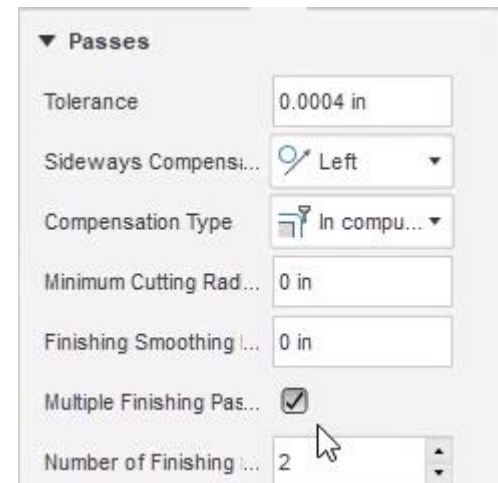 Passes
Tolerance 0.0004 in
Sideways Compensa... Left
Compensation Type In compu...
Minimum Cutting Rad... 0 in
Finishing Smoothing ... 0 in
Multiple Finishing Pas...
Number of Finishing ... 2